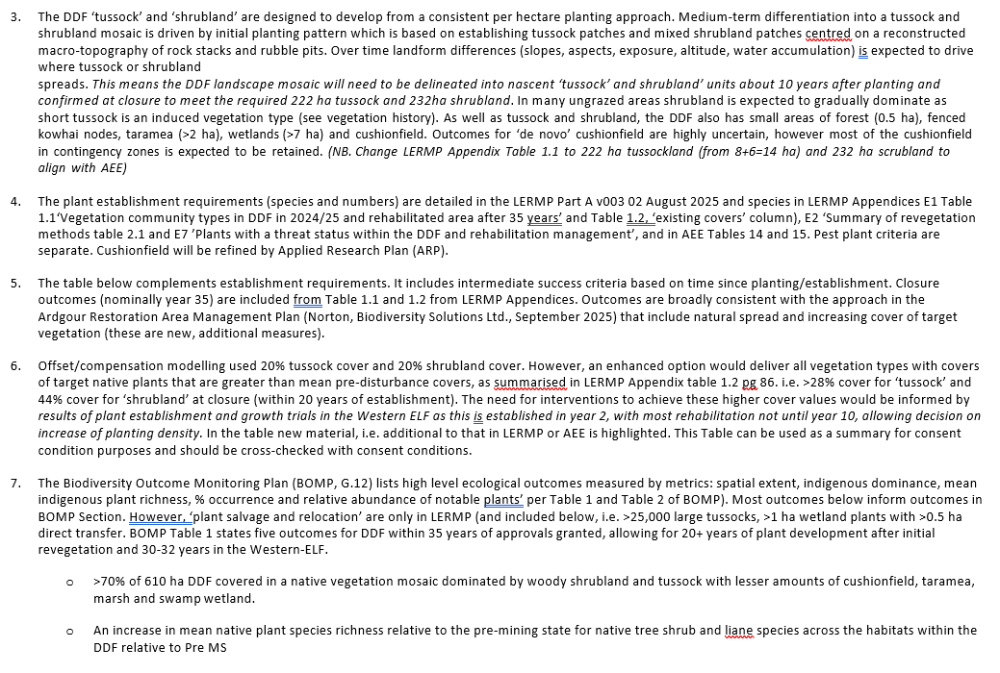 3. The DDF ‘tussock’ and ‘shrubland’ are designed to develop from a consistent per hectare planting approach. Medium-term differentiation into a tussock and
shrubland mosaic is driven by initial planting pattern which is based on establishing tussock patches and mixed shrubland patches centred on a reconstructed
macro-topography of rock stacks and rubble pits. Over time landform differences (slopes, aspects, exposure, altitude, water accumulation) is expected to drive
where tussock or shrubland
spreads. This means the DDF landscape mosaic will need to be delineated into nascent ‘tussock’ and shrubland’ units about 10 years after planting and
confirmed at closure to meet the required 222 ha tussock and 232ha shrubland. In many ungrazed areas shrubland is expected to gradually dominate as
short tussock is an induced vegetation type (see vegetation history). As well as tussock and shrubland, the DDF also has small areas of forest (0.5 ha), fenced
kowhai nodes, taramea (>2 ha), wetlands (>7 ha) and cushionfield. Outcomes for ‘de novo’ cushionfield are highly uncertain, however most of the cushionfield
in contingency zones is expected to be retained. (NB. Change LERMP Appendix Table 1.1 to 222 ha tussockland (from 8+6=14 ha) and 232 ha scrubland to
align with AEE)
4. The plant establishment requirements (species and numbers) are detailed in the LERMP Part A v003 02 August 2025 and species in LERMP Appendices E1 Table
1.1‘Vegetation community types in DDF in 2024/25 and rehabilitated area after 35 years’ and Table 1.2, ‘existing covers’ column), E2 ‘Summary of revegetation
methods table 2.1 and E7 ’Plants with a threat status within the DDF and rehabilitation management’, and in AEE Tables 14 and 15. Pest plant criteria are
separate. Cushionfield will be refined by Applied Research Plan (ARP).
5. The table below complements establishment requirements. It includes intermediate success criteria based on time since planting/establishment. Closure
outcomes (nominally year 35) are included from Table 1.1 and 1.2 from LERMP Appendices. Outcomes are broadly consistent with the approach in the
Ardgour Restoration Area Management Plan (Norton, Biodiversity Solutions Ltd., September 2025) that include natural spread and increasing cover of target
vegetation (these are new, additional measures).
6. Offset/compensation modelling used 20% tussock cover and 20% shrubland cover. However, an enhanced option would deliver all vegetation types with covers
of target native plants that are greater than mean pre-disturbance covers, as summarised in LERMP Appendix table 1.2 pg 86. i.e. >28% cover for ‘tussock’ and
44% cover for ‘shrubland’ at closure (within 20 years of establishment). The need for interventions to achieve these higher cover values would be informed by
results of plant establishment and growth trials in the Western ELF as this is established in year 2, with most rehabilitation not until year 10, allowing decision on
increase of planting density. In the table new material, i.e. additional to that in LERMP or AEE is highlighted. This Table can be used as a summary for consent
condition purposes and should be cross-checked with consent conditions.
7. The Biodiversity Outcome Monitoring Plan (BOMP, G.12) lists high level ecological outcomes measured by metrics: spatial extent, indigenous dominance, mean
indigenous plant richness, % occurrence and relative abundance of notable plants’ per Table 1 and Table 2 of BOMP). Most outcomes below inform outcomes in
BOMP Section. However, ‘plant salvage and relocation’ are only in LERMP (and included below, i.e. >25,000 large tussocks, >1 ha wetland plants with >0.5 ha
direct transfer. BOMP Table 1 states five outcomes for DDF within 35 years of approvals granted, allowing for 20+ years of plant development after initial
revegetation and 30-32 years in the Western-ELF.
o >70% of 610 ha DDF covered in a native vegetation mosaic dominated by woody shrubland and tussock with lesser amounts of cushionfield, taramea,
marsh and swamp wetland.
o An increase in mean native plant species richness relative to the pre-mining state for native tree shrub and liane species across the habitats within the
DDF relative to Pre MS